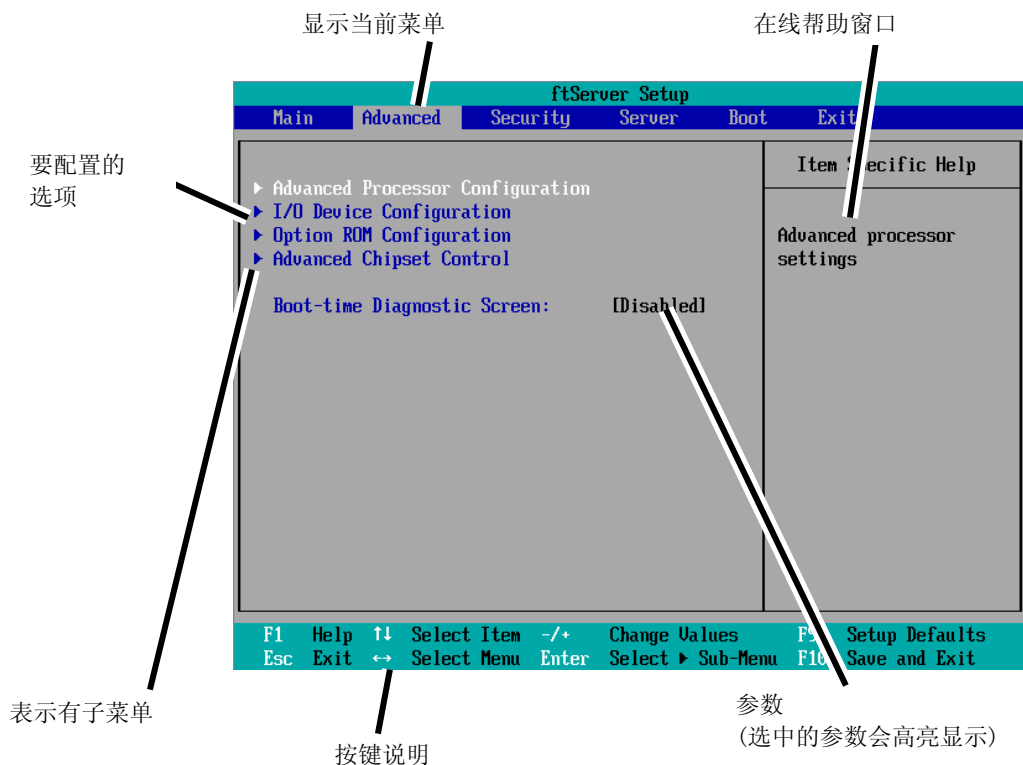 显示当前菜单
在线帮助窗口
ftServer Setup
Main Advanced Security Server Boot Exit
要配置的
选项
Item Specific Help
▶ Advanced Processor Configuration
▶ I/O Device Configuration
▶ Option ROM Configuration
▶ Advanced Chipset Control
Boot-time Diagnostic Screen: [Disabled]
Advanced processor
settings
F1 Help ↑↓ Select Item -/+ Change Values F9 Setup Defaults
Esc Exit ↔ Select Menu Enter Select ▶ Sub-Menu F10 Save and Exit
表示有子菜单
按键说明
参数
(选中的参数会高亮显示)